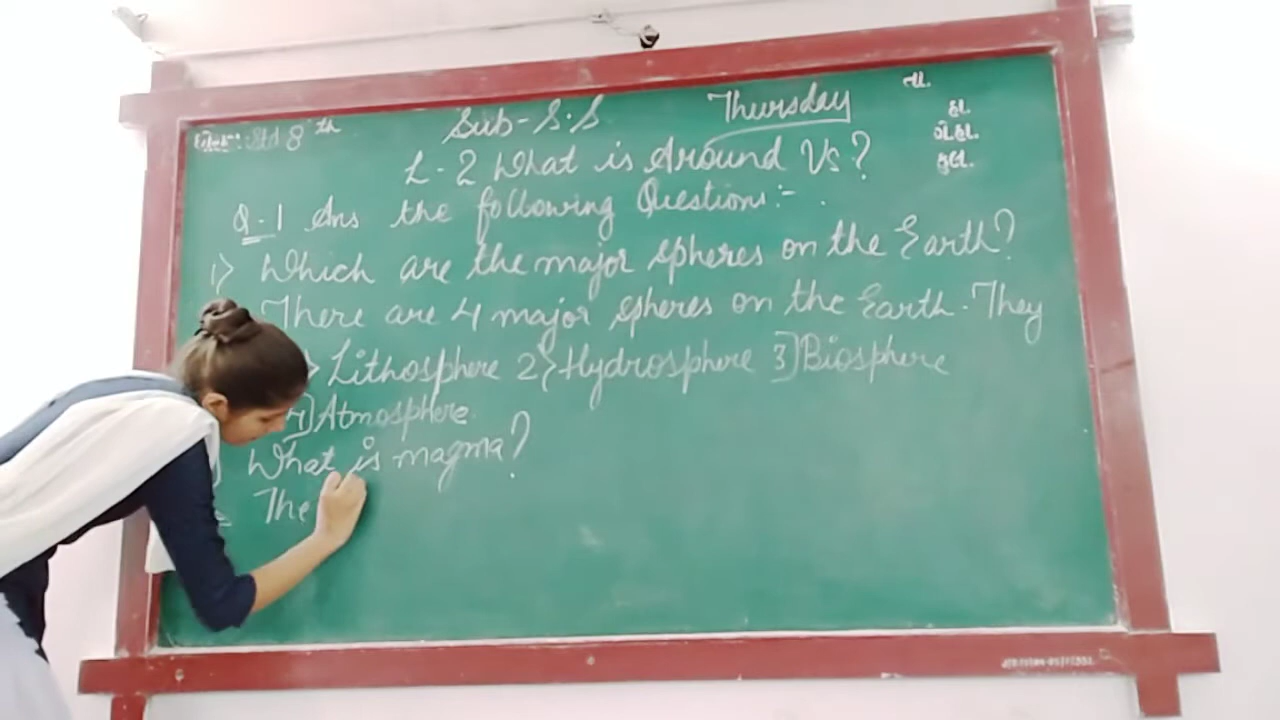 Std 8th
Sub-S.S
Thursday
તા.
હા.
ગે.હા.
કુલ.
L-2 What is Around Us?
Q-1 Ans the following Questions:-
1> Which are the major spheres on the Earth?
There are 4 major spheres on the Earth. They
> Lithosphere 2> Hydrosphere 3] Biosphere
4] Atmosphere
What is magma?
= The